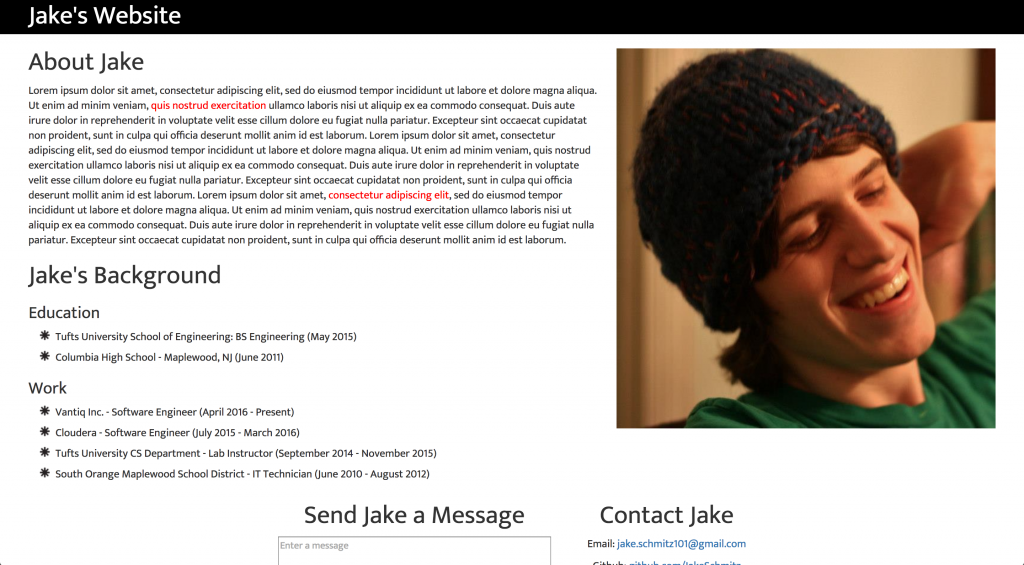 Jake's Website
About Jake
Lorem ipsum dolor sit amet, consectetur adipiscing elit, sed do eiusmod tempor incididunt ut labore et dolore magna aliqua.
Ut enim ad minim veniam, quis nostrud exercitation ullamco laboris nisi ut aliquip ex ea commodo consequat. Duis aute
irure dolor in reprehenderit in voluptate velit esse cillum dolore eu fugiat nulla pariatur. Excepteur sint occaecat cupidatat
non proident, sunt in culpa qui officia deserunt mollit anim id est laborum. Lorem ipsum dolor sit amet, consectetur
adipiscing elit, sed do eiusmod tempor incididunt ut labore et dolore magna aliqua. Ut enim ad minim veniam, quis nostrud
exercitation ullamco laboris nisi ut aliquip ex ea commodo consequat. Duis aute irure dolor in reprehenderit in voluptate
velit esse cillum dolore eu fugiat nulla pariatur. Excepteur sint occaecat cupidatat non proident, sunt in culpa qui officia
deserunt mollit anim id est laborum. Lorem ipsum dolor sit amet, consectetur adipiscing elit, sed do eiusmod tempor
incididunt ut labore et dolore magna aliqua. Ut enim ad minim veniam, quis nostrud exercitation ullamco laboris nisi ut
aliquip ex ea commodo consequat. Duis aute irure dolor in reprehenderit in voluptate velit esse cillum dolore eu fugiat nulla
pariatur. Excepteur sint occaecat cupidatat non proident, sunt in culpa qui officia deserunt mollit anim id est laborum.
Jake's Background
Education
Tufts University School of Engineering: BS Engineering (May 2015)
Columbia High School - Maplewood, NJ (June 2011)
Work
Vantiq Inc. - Software Engineer (April 2016 - Present)
Cloudera - Software Engineer (July 2015 - March 2016)
Tufts University CS Department - Lab Instructor (September 2014 - November 2015)
South Orange Maplewood School District - IT Technician (June 2010 - August 2012)
Send Jake a Message
Enter a message
Contact Jake
Email: jake.schmitz101@gmail.com
Github: github.com/JakeSchmitz